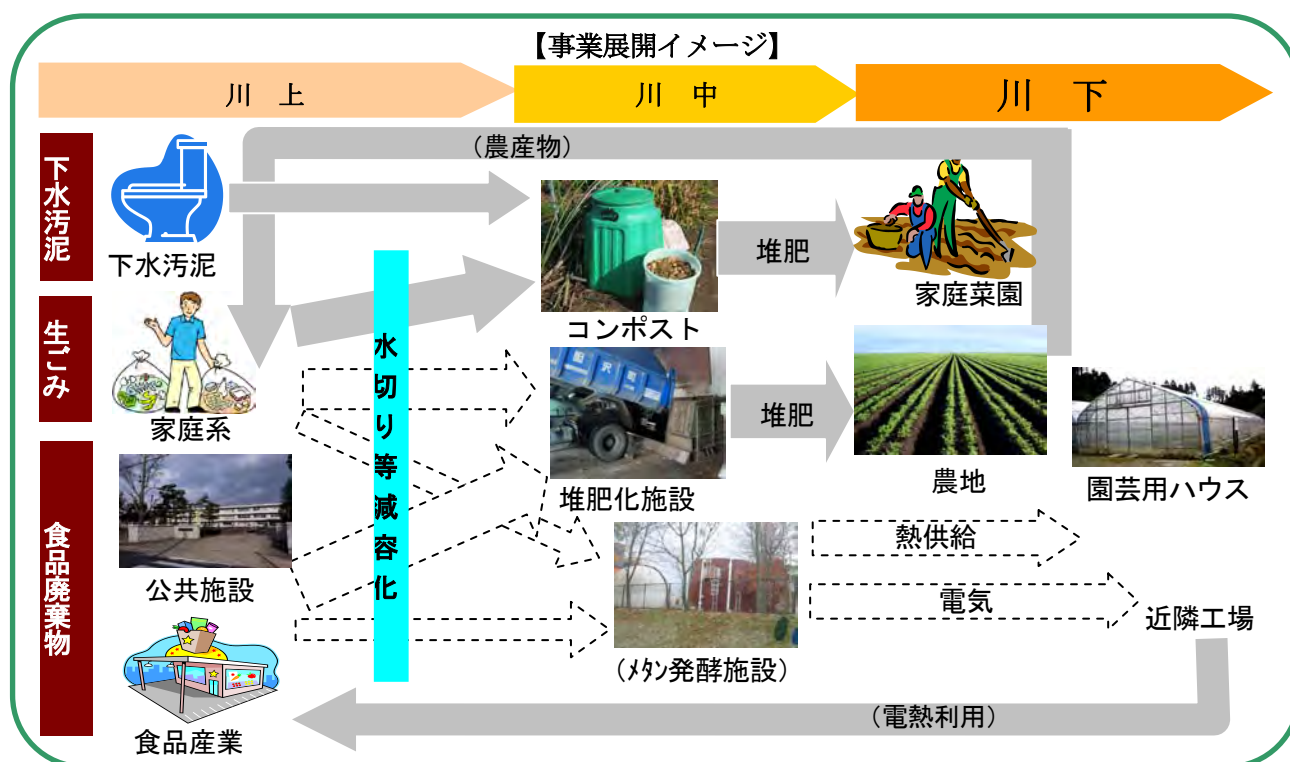 【事業展開イメージ】
川 上
川 中
川 下
下水汚泥
(農産物)
下水汚泥
コンポスト
堆肥
家庭菜園
生ごみ
家庭系
水切り等減容化
堆肥化施設
堆肥
農地
園芸用ハウス
食品廃棄物
公共施設
(ﾒﾀﾝ発酵施設)
熱供給
電気
近隣工場
食品産業
(電熱利用)